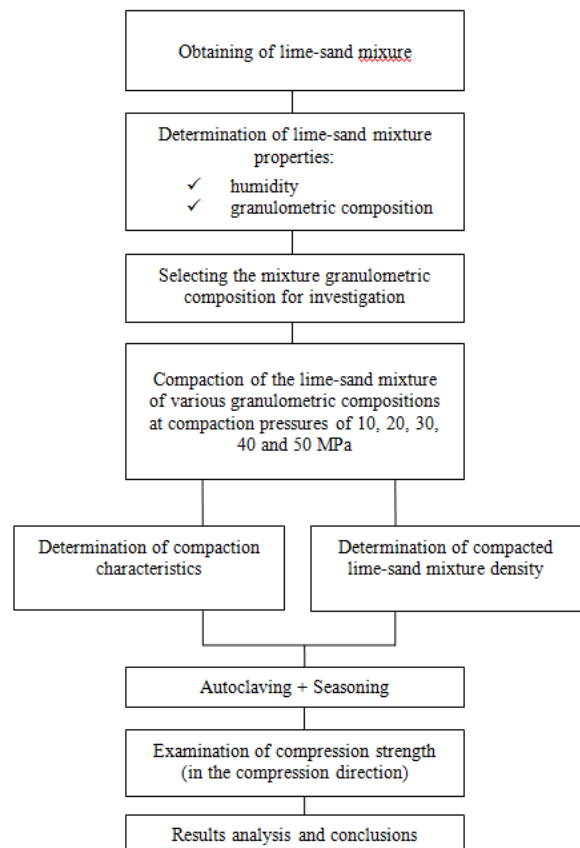 Obtaining of lime-sand mixure
Determination of lime-sand mixture
properties:
✓ humidity
✓ granulometric composition
Selecting the mixture granulometric
composition for investigation
Compaction of the lime-sand mixture
of various granulometric compositions
at compaction pressures of 10, 20, 30,
40 and 50 MPa
Determination of compaction
characteristics
Determination of compacted
lime-sand mixture density
Autoclaving + Seasoning
Examination of compression strength
(in the compression direction)
Results analysis and conclusions